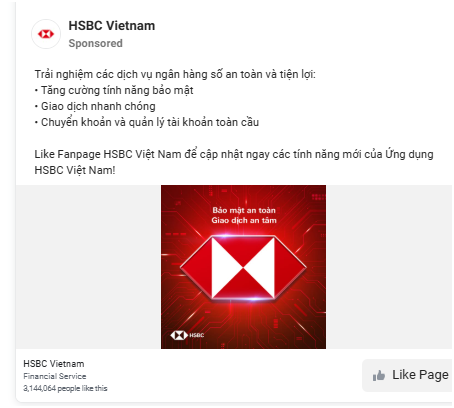 HSBC Vietnam
Sponsored
Trải nghiệm các dịch vụ ngân hàng số an toàn và tiện lợi:
• Tăng cường tính năng bảo mật
• Giao dịch nhanh chóng
• Chuyển khoản và quản lý tài khoản toàn cầu
Like Fanpage HSBC Việt Nam để cập nhật ngay các tính năng mới của Ứng dụng
HSBC Việt Nam!
Bảo mật an toàn
Giao dịch an tâm
HSBC
HSBC Vietnam
Financial Service
3,144,064 people like this
Like Page